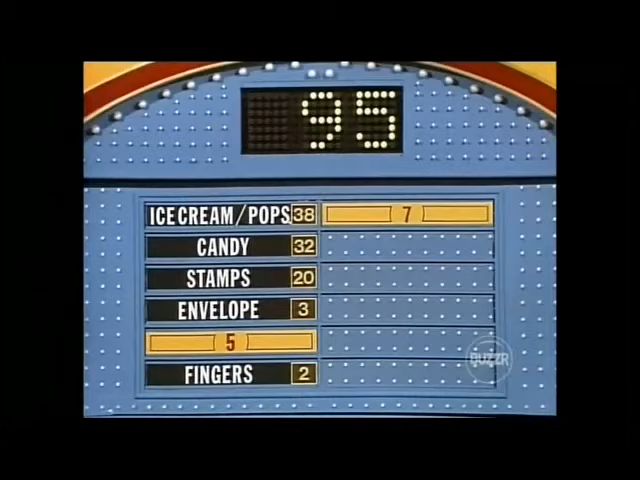 95
ICE CREAM/POPS 38
CANDY 32
STAMPS 20
ENVELOPE 3
5
FINGERS 2
7
BUZZR